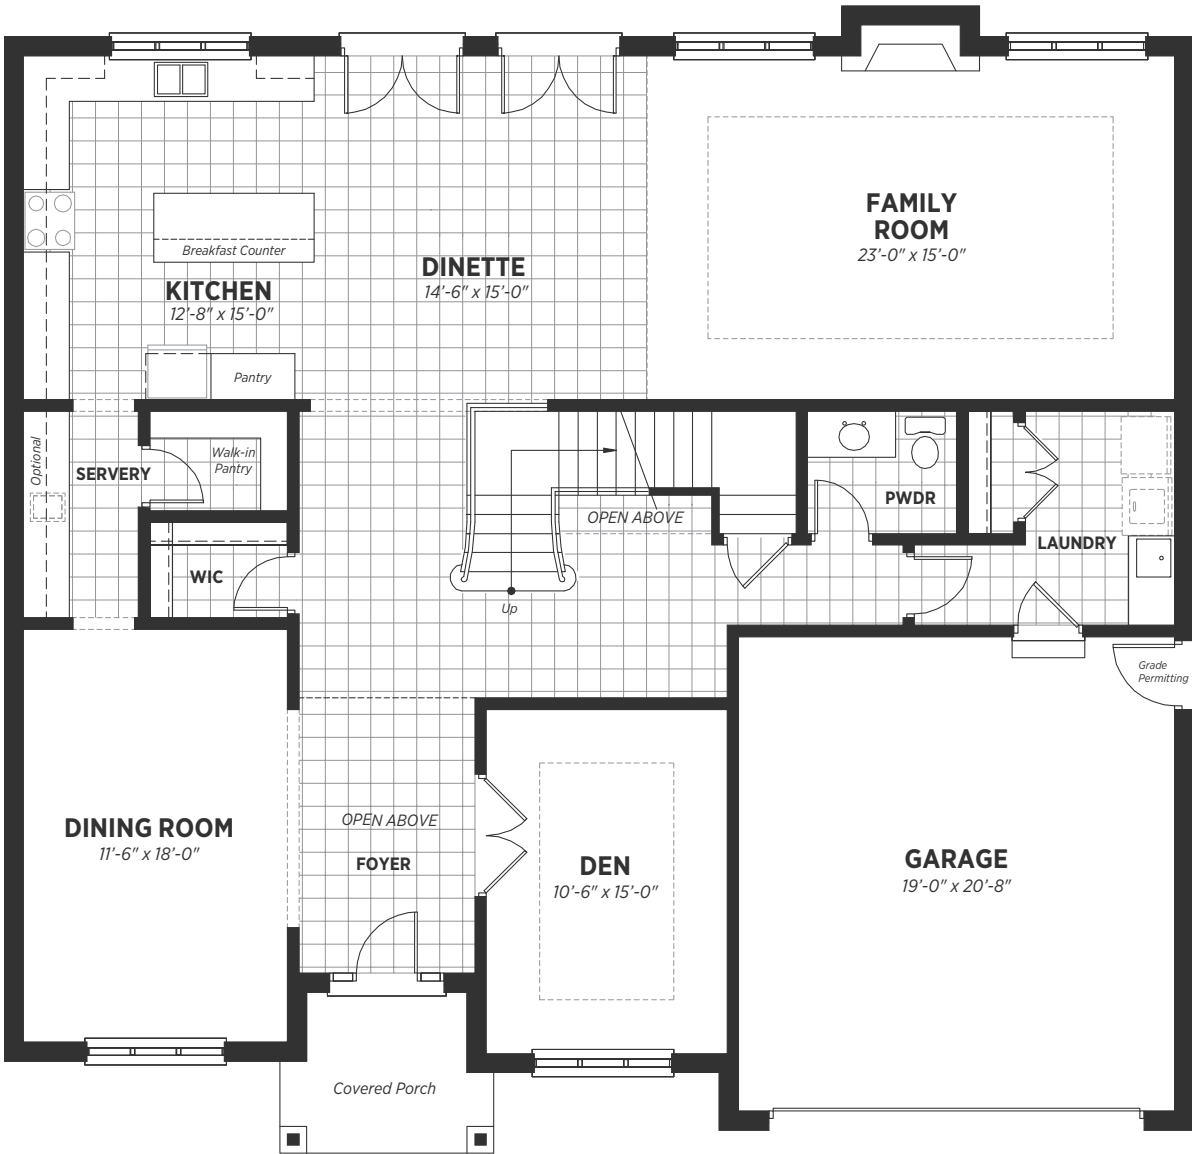 FAMILY
ROOM
23'-0" x 15'-0"
Breakfast Counter
DINETTE
14'-6" x 15'-0"
KITCHEN
12'-8" x 15'-0"
Pantry
Optional
SERVERY
Walk-in
Pantry
PWDR
OPEN ABOVE
LAUNDRY
WIC
Up
Grade
Permitting
DINING ROOM
11'-6" x 18'-0"
OPEN ABOVE
FOYER
DEN
10'-6" x 15'-0"
GARAGE
19'-0" x 20'-8"
Covered Porch